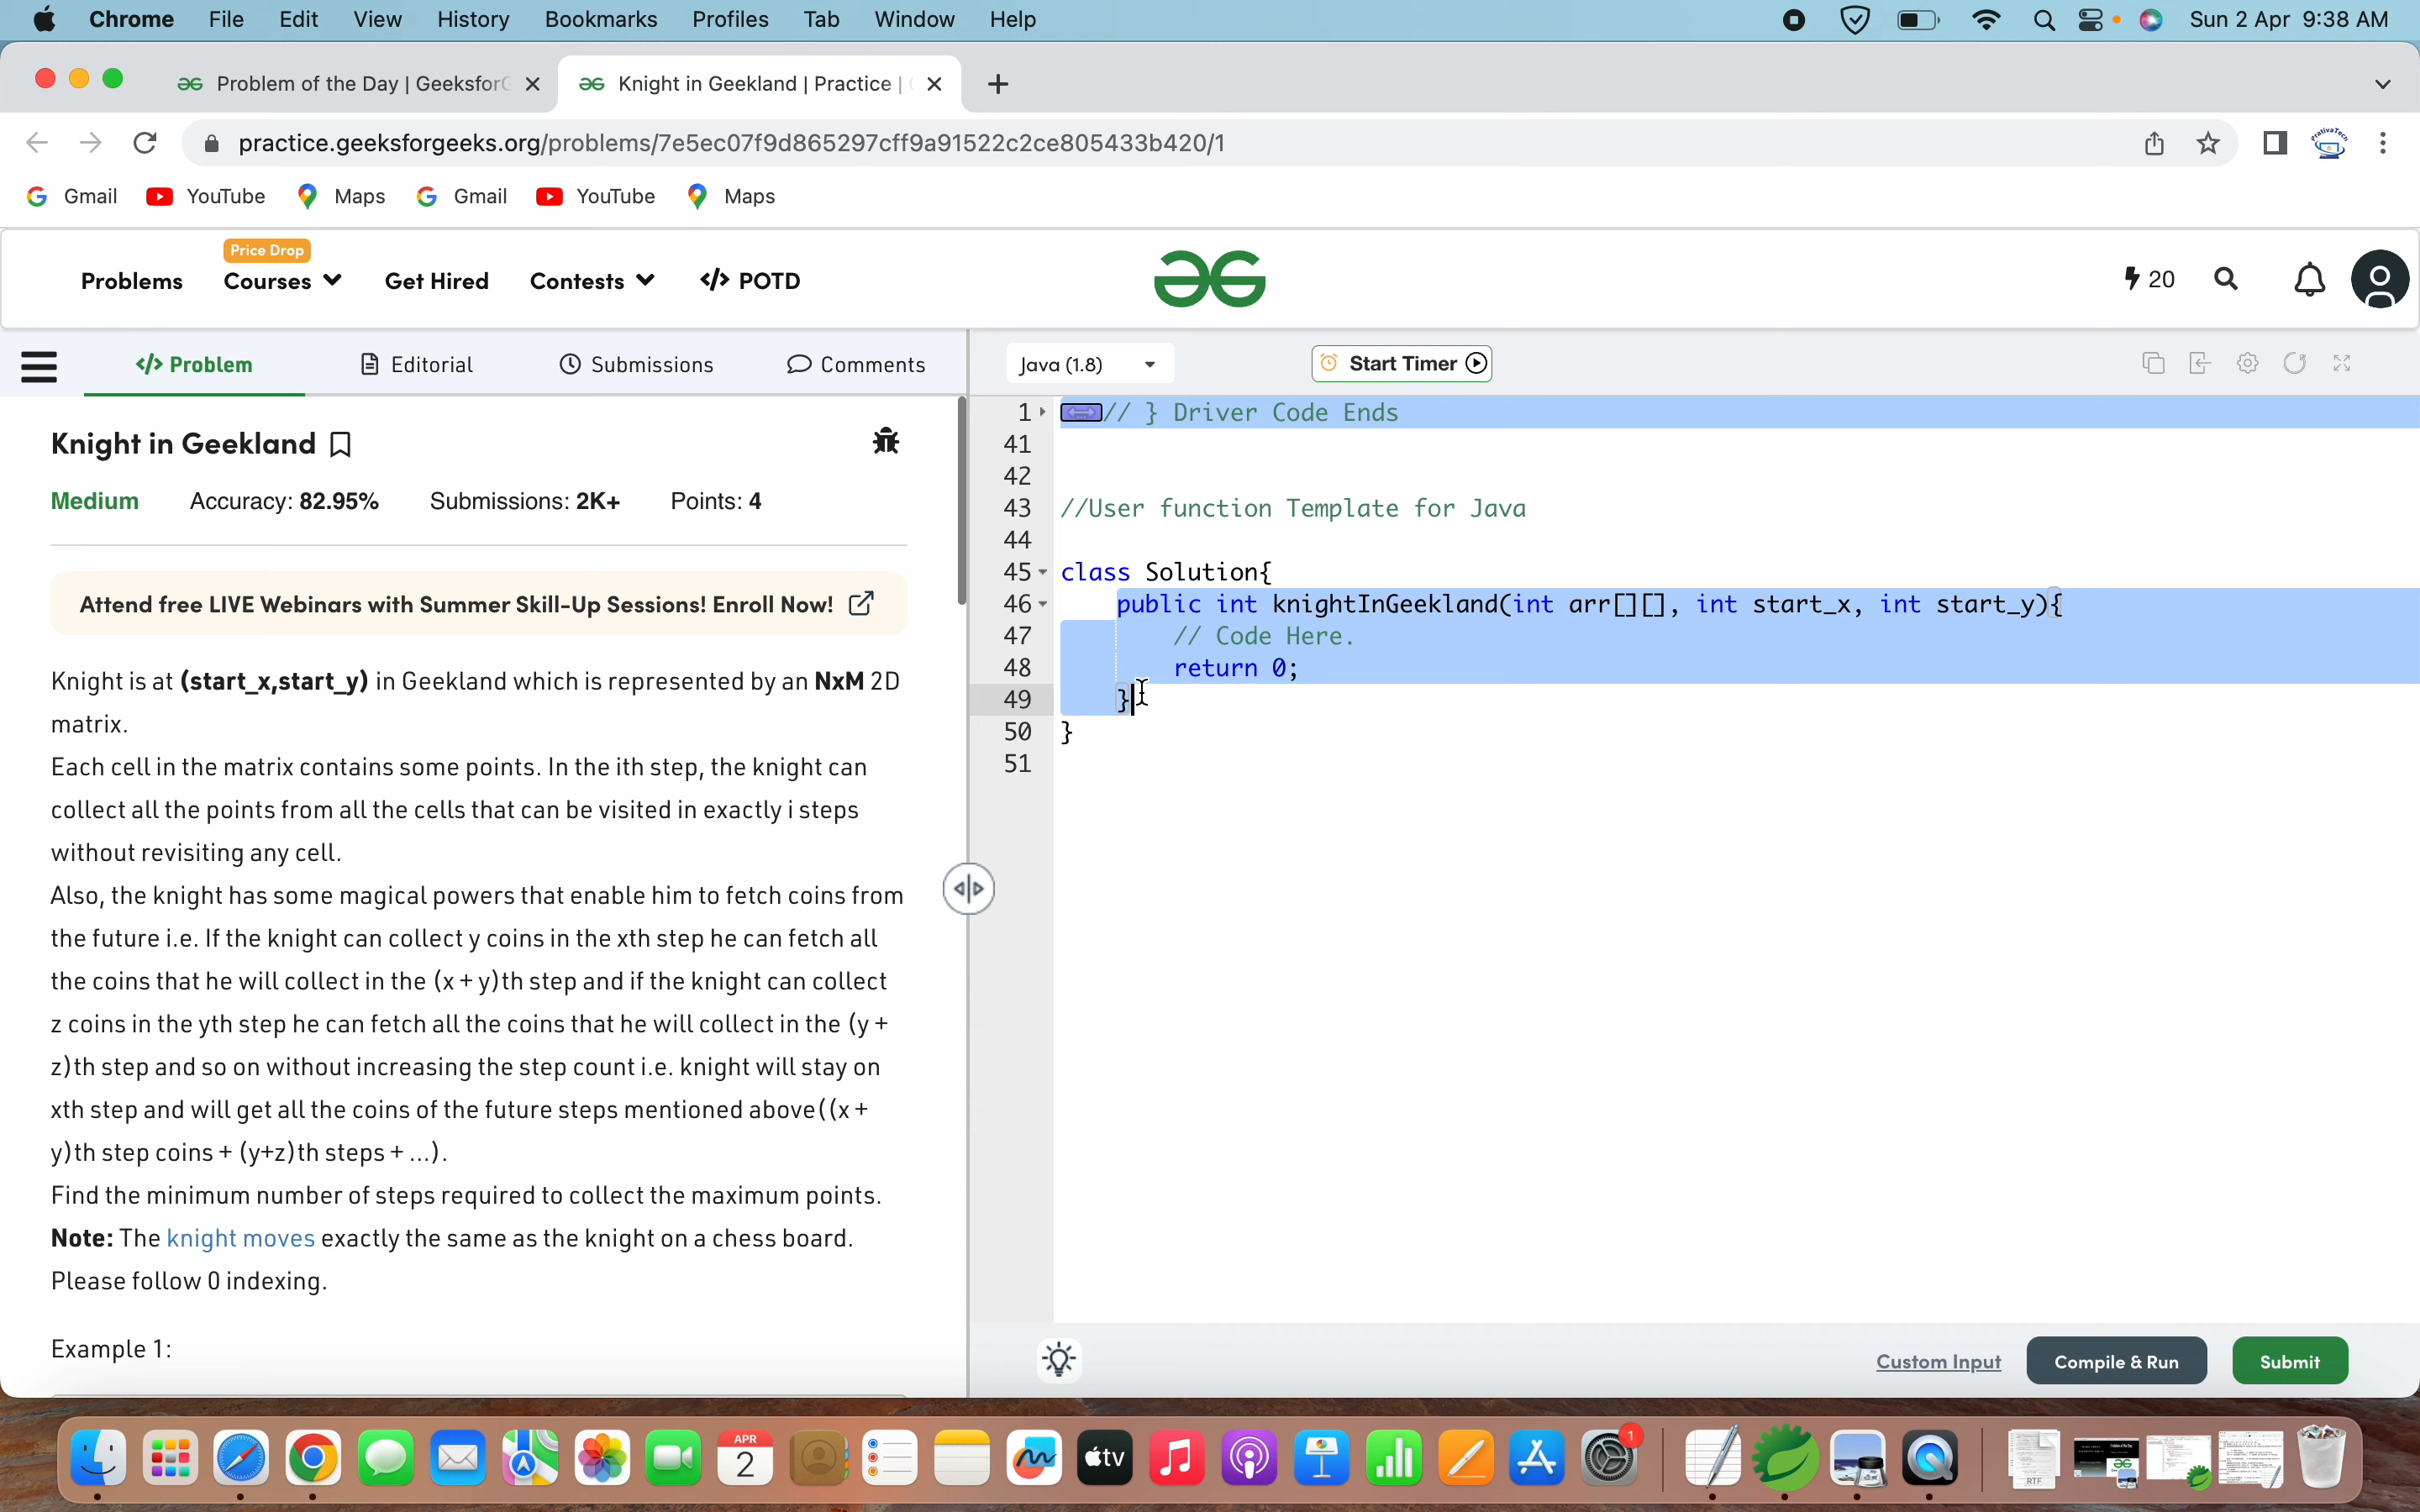 Chrome File Edit View History Bookmarks Profiles Tab Window Help Sun 2 Apr 9:38 AM
Problem of the Day | Geeksfor Knight in Geekland | Practice |
practice.geeksforgeeks.org/problems/7e5ec07f9d865297cff9a91522c2ce805433b420/1
Gmail YouTube Maps Gmail YouTube Maps
Price Drop
Problems Courses Get Hired Contests </> POTD 20
</> Problem Editorial Submissions Comments Java (1.8) Start Timer
Knight in Geekland
Medium Accuracy: 82.95% Submissions: 2K+ Points: 4
Attend free LIVE Webinars with Summer Skill-Up Sessions! Enroll Now!
Knight is at (start_x,start_y) in Geekland which is represented by an NxM 2D
matrix.
Each cell in the matrix contains some points. In the ith step, the knight can
collect all the points from all the cells that can be visited in exactly i steps
without revisiting any cell.
Also, the knight has some magical powers that enable him to fetch coins from
the future i.e. If the knight can collect y coins in the xth step he can fetch all
the coins that he will collect in the (x + y)th step and if the knight can collect
z coins in the yth step he can fetch all the coins that he will collect in the (y +
z)th step and so on without increasing the step count i.e. knight will stay on
xth step and will get all the coins of the future steps mentioned above((x +
y)th step coins + (y+z)th steps + ...).
Find the minimum number of steps required to collect the maximum points.
Note: The knight moves exactly the same as the knight on a chess board.
Please follow 0 indexing.
Example 1:
1 // } Driver Code Ends
41
42
43 //User function Template for Java
44
45 class Solution{
46 public int knightInGeekland(int arr[][], int start_x, int start_y){
47 // Code Here.
48 return 0;
49 }
50 }
51
Custom Input Compile & Run Submit
APR
2
tv
1